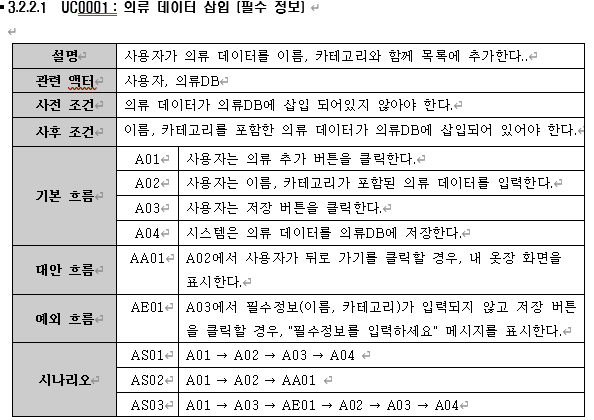 3.2.2.1 UC0001 : 의류 데이터 삽입 (필수 정보)
설명 사용자가 의류 데이터를 이름, 카테고리와 함께 목록에 추가한다..
관련 액터 사용자, 의류DB
사전 조건 의류 데이터가 의류DB에 삽입 되어있지 않아야 한다.
사후 조건 이름, 카테고리를 포함한 의류 데이터가 의류DB에 삽입되어 있어야 한다.
기본 흐름
A01 사용자는 의류 추가 버튼을 클릭한다.
A02 사용자는 이름, 카테고리가 포함된 의류 데이터를 입력한다.
A03 사용자는 저장 버튼을 클릭한다.
A04 시스템은 의류 데이터를 의류DB에 저장한다.
대안 흐름
AA01 A02에서 사용자가 뒤로 가기를 클릭할 경우, 내 옷장 화면을
표시한다.
예외 흐름
AE01 A03에서 필수정보(이름, 카테고리)가 입력되지 않고 저장 버튼
을 클릭할 경우, "필수정보를 입력하세요" 메시지를 표시한다.
시나리오
AS01 A01 → A02 → A03 → A04
AS02 A01 → A02 → AA01
AS03 A01 → A03 → AE01 → A02 → A03 → A04